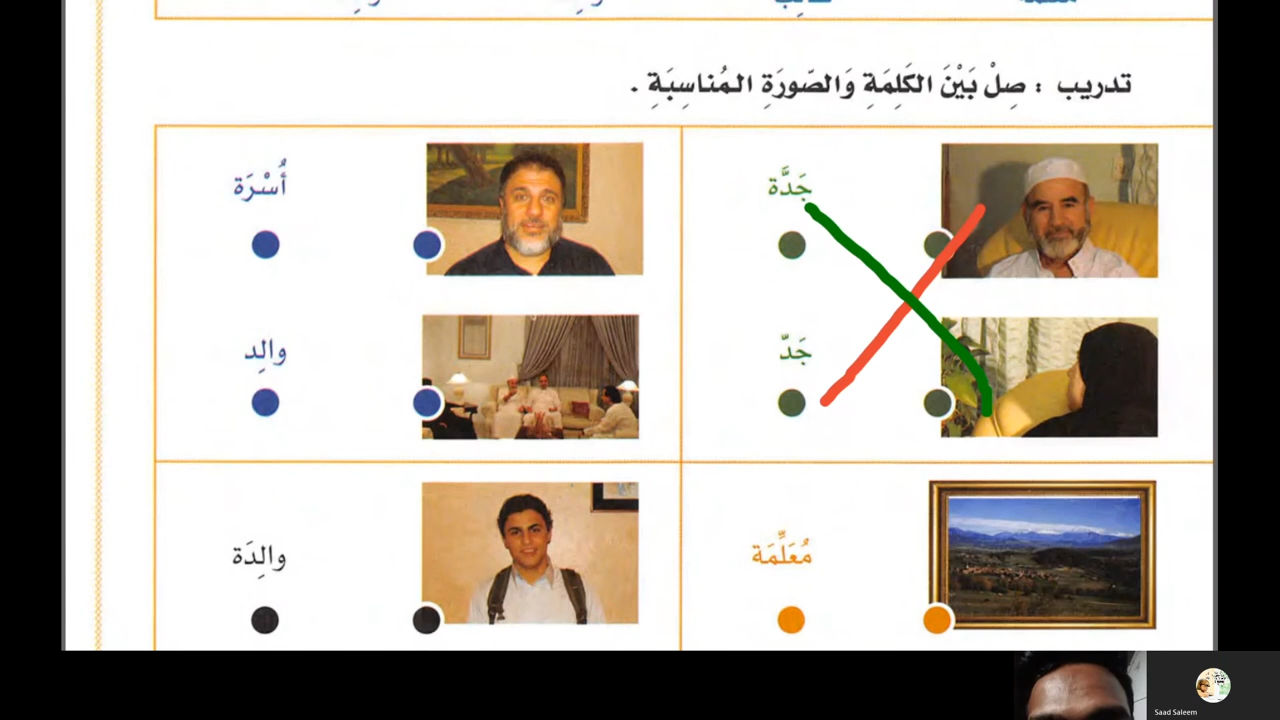 تدريب : صِلْ بَيْنَ الكَلِمَةِ وَالصّورَةِ المُناسِبَةِ .
جَدَّة
أُسْرَة
جَدّ
والِد
مُعَلِّمَة
والِدَة
Saad Saleem